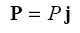 P = P j